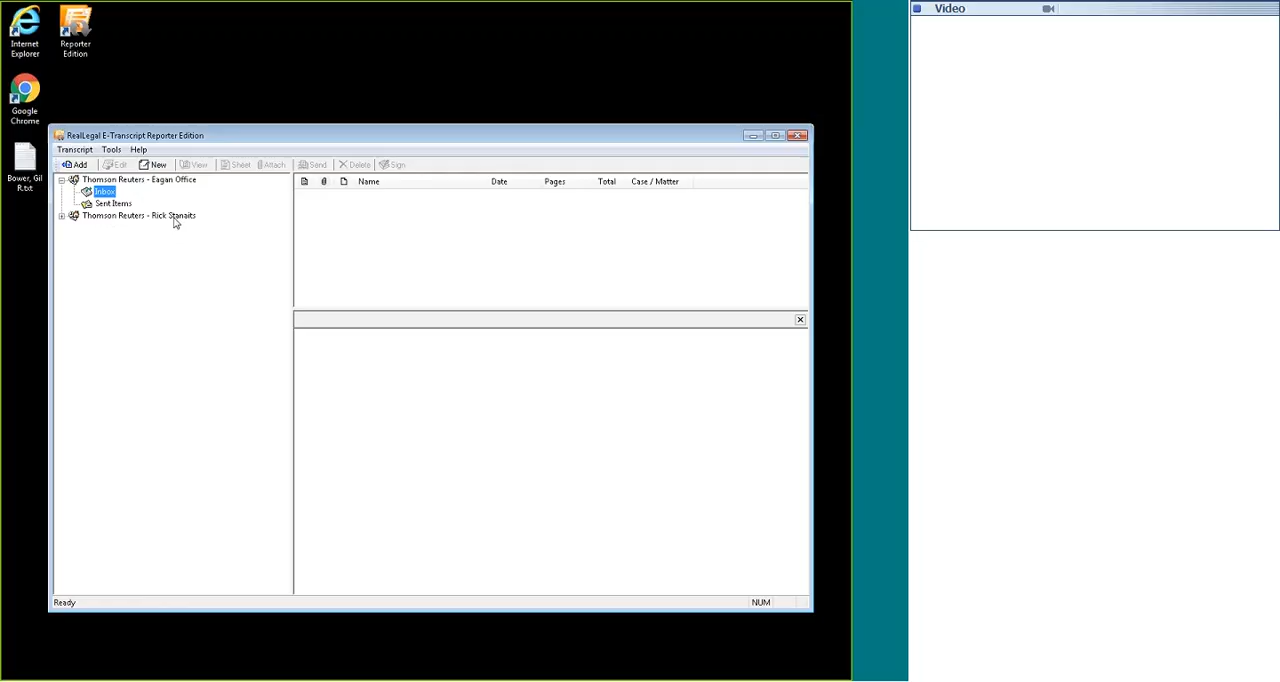 Video
Internet
Explorer
Reporter
Edition
Google
Chrome
Bower, Gil
R.txt
RealLegal E-Transcript Reporter Edition
Transcript Tools Help
Add Edit New View Sheet Attach Send Delete Sign
Thomson Reuters - Eagan Office
Inbox
Sent Items
Thomson Reuters - Rick Stanaits
Name Date Pages Total Case / Matter
Ready NUM